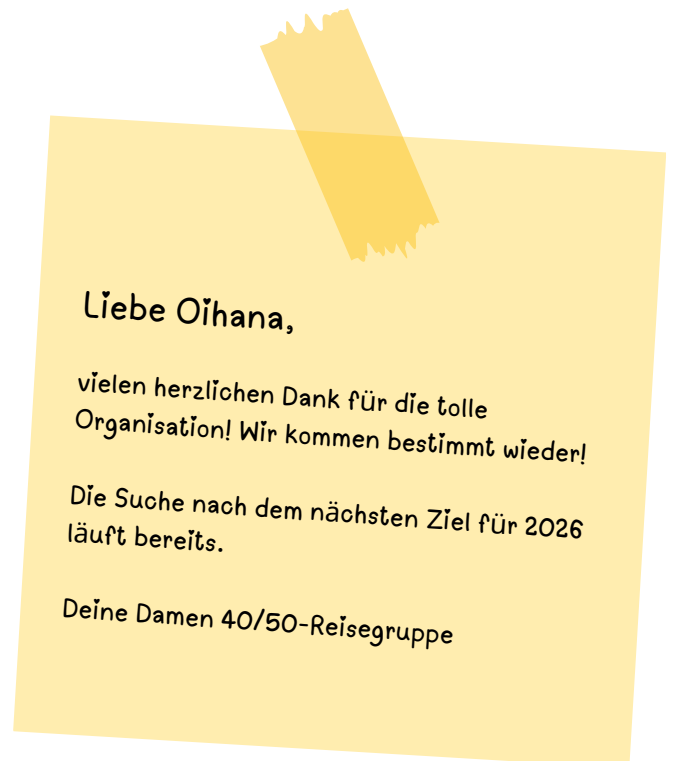 Liebe Oihana,
vielen herzlichen Dank für die tolle
Organisation! Wir kommen bestimmt wieder!
Die Suche nach dem nächsten Ziel für 2026
läuft bereits.
Deine Damen 40/50-Reisegruppe